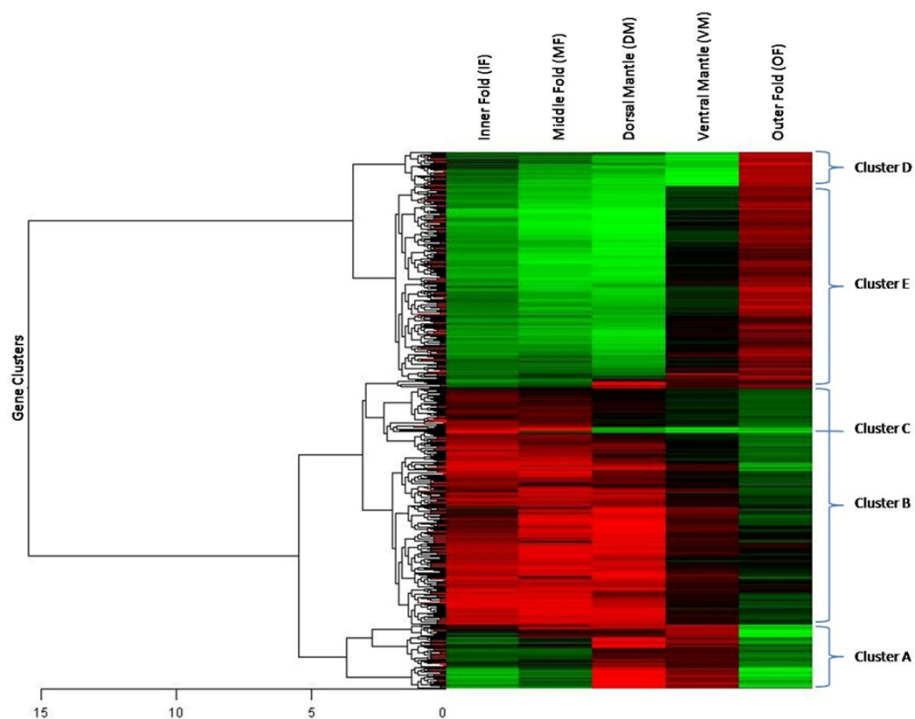 Inner Fold (IF)
Middle Fold (MF)
Dorsal Mantle (DM)
Ventral Mantle (VM)
Outer Fold (OF)
Cluster D
Cluster E
Gene Clusters
Cluster C
Cluster B
Cluster A
15
10
5
0